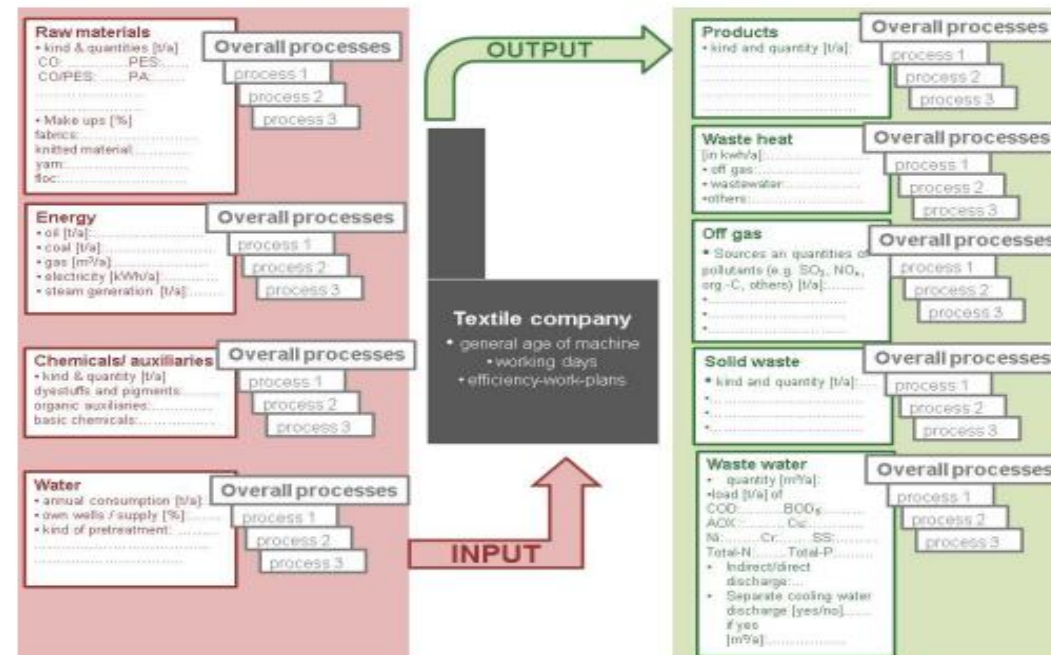 Raw materials
• kind & quantities [t/a]
CO:.............. PES:......
CO/PES: ....... PA:......
• Make ups [%]
fabrics:........................
knitted material:.............
yarn:.......................
floc:........................
Overall processes
process 1
process 2
process 3
Energy
• oil [t/a]:........................
• coal [t/a]:........................
• gas [m³/a]:........................
• electricity [kWh/a]:.............
• steam generation [t/a]:........
Overall processes
process 1
process 2
process 3
Chemicals/ auxiliaries
• kind & quantity [t/a]
dyestuffs and pigments:........
organic auxiliaries:..............
basic chemicals:..............
Overall processes
process 1
process 2
process 3
Water
• annual consumption [t/a]:
• own wells / supply [%]:......
• kind of pretreatment: .........
Overall processes
process 1
process 2
process 3
INPUT
Textile company
• general age of machine
• working days
• efficiency-work-plans
OUTPUT
Products
• kind and quantity [t/a]:
Overall processes
process 1
process 2
process 3
Waste heat
[in kwh/a]:....................
• off gas:....................
• wastewater:.................
•others:....................
Overall processes
process 1
process 2
process 3
Off gas
• Sources an quantities of
pollutants (e.g. SO₂, NOₓ,
org.-C, others) [t/a]:........
•........................
•........................
•........................
Overall processes
process 1
process 2
process 3
Solid waste
• kind and quantity [t/a]:....
•........................
•........................
•........................
Overall processes
process 1
process 2
process 3
Waste water
• quantity [m³/a]:
•load [t/a] of
COD:......... BOD₅:.........
AOX :......... Cu:.........
Ni:....... Cr:....... SS:.........
Total-N:....... Total-P:.........
• Indirect/direct
discharge:...
• Separate cooling water
discharge [yes/no]......
if yes
[m³/a]:..................
Overall processes
process 1
process 2
process 3